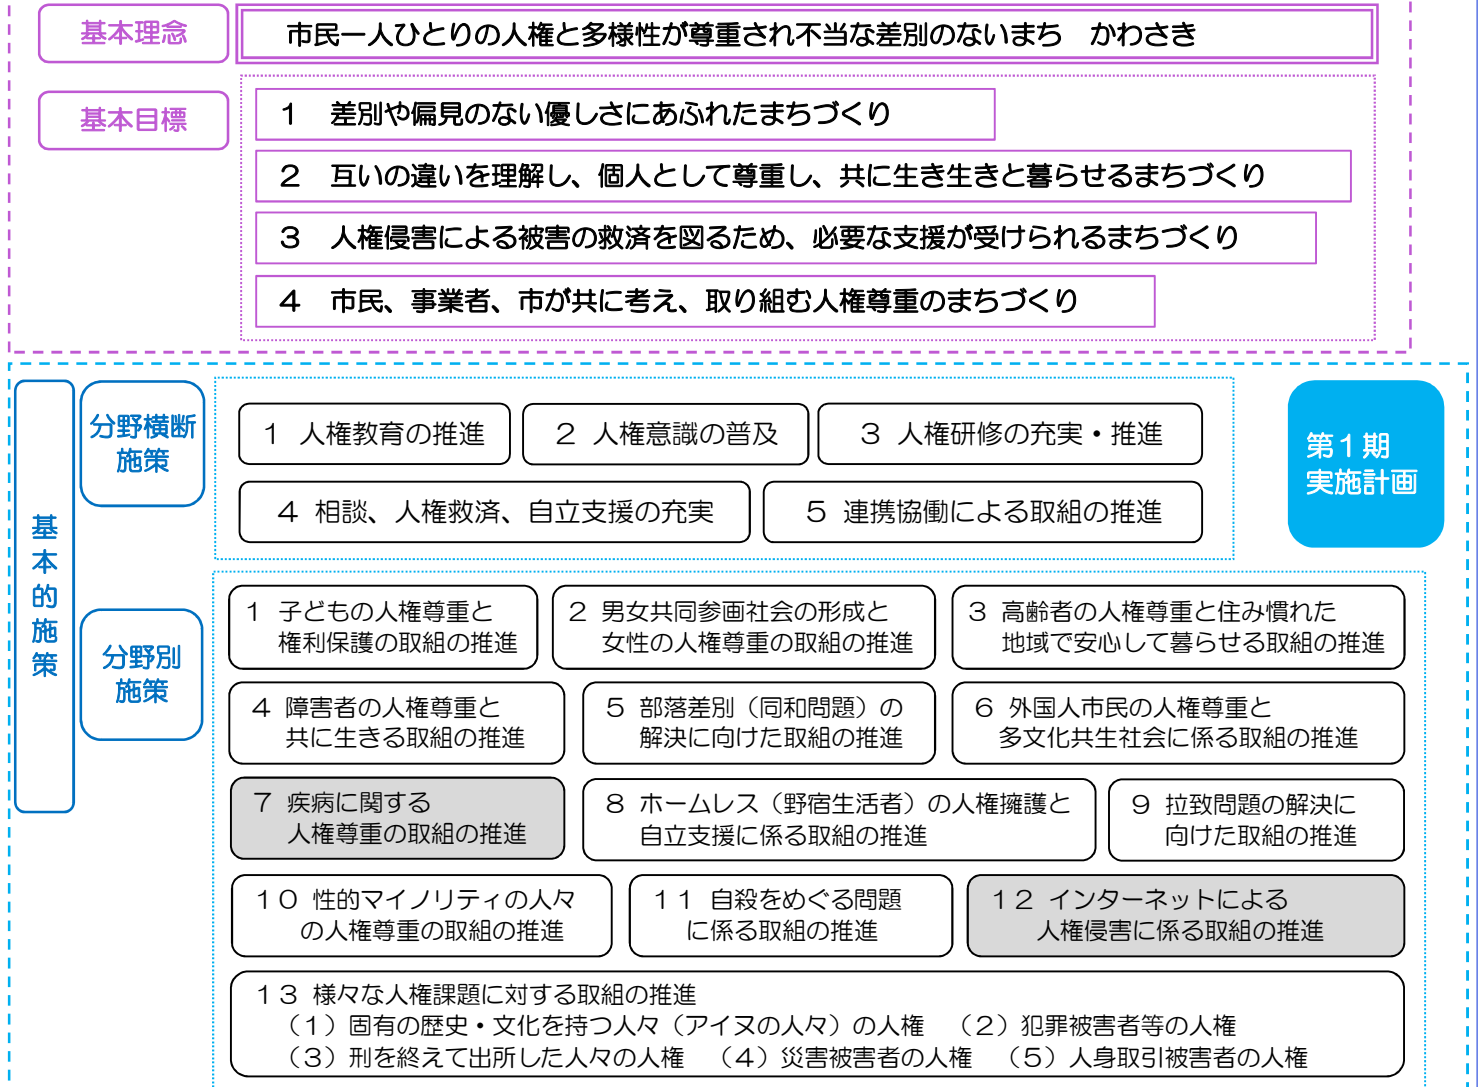 基本理念
市民一人ひとりの人権と多様性が尊重され不当な差別のないまち　かわさき
基本目標
１　差別や偏見のない優しさにあふれたまちづくり
２　互いの違いを理解し、個人として尊重し、共に生き生きと暮らせるまちづくり
３　人権侵害による被害の救済を図るため、必要な支援が受けられるまちづくり
４　市民、事業者、市が共に考え、取り組む人権尊重のまちづくり
基本的施策
分野横断
施策
１ 人権教育の推進
２ 人権意識の普及
３ 人権研修の充実・推進
４ 相談、人権救済、自立支援の充実
５ 連携協働による取組の推進
第１期
実施計画
分野別
施策
１ 子どもの人権尊重と
権利保護の取組の推進
２ 男女共同参画社会の形成と
女性の人権尊重の取組の推進
３ 高齢者の人権尊重と住み慣れた
地域で安心して暮らせる取組の推進
４ 障害者の人権尊重と
共に生きる取組の推進
５ 部落差別（同和問題）の
解決に向けた取組の推進
６ 外国人市民の人権尊重と
多文化共生社会に係る取組の推進
７ 疾病に関する
人権尊重の取組の推進
８ ホームレス（野宿生活者）の人権擁護と
自立支援に係る取組の推進
９ 拉致問題の解決に
向けた取組の推進
１０ 性的マイノリティの人々
の人権尊重の取組の推進
１１ 自殺をめぐる問題
に係る取組の推進
１２ インターネットによる
人権侵害に係る取組の推進
１３ 様々な人権課題に対する取組の推進
（１）固有の歴史・文化を持つ人々（アイヌの人々）の人権　（２）犯罪被害者等の人権
（３）刑を終えて出所した人々の人権　（４）災害被害者の人権　（５）人身取引被害者の人権